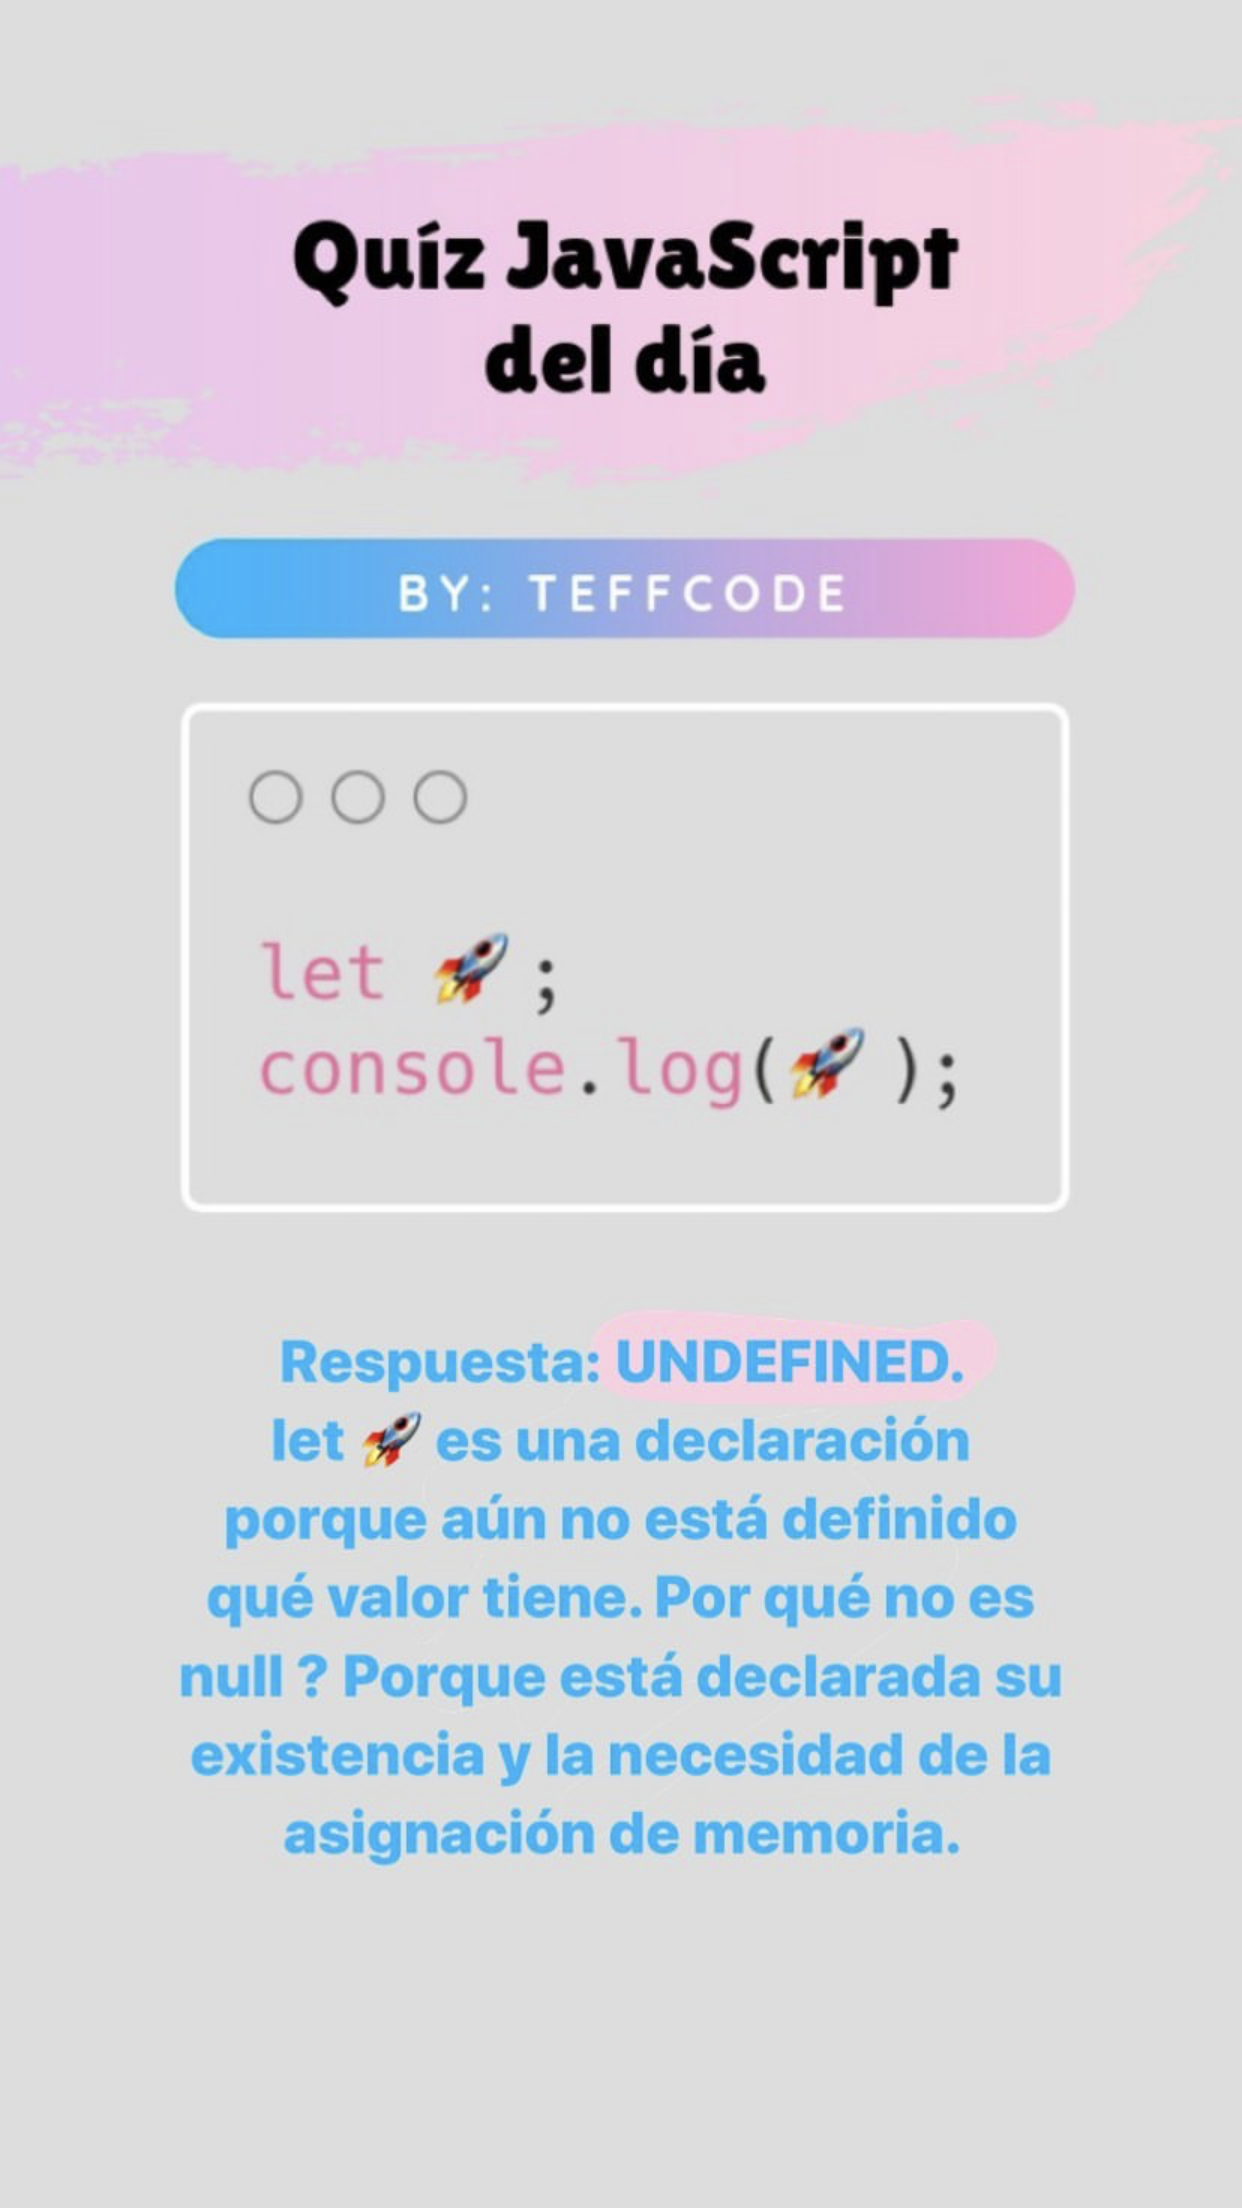 Quíz JavaScript
del día
BY: TEFFCODE
let 🚀 ;
console.log(🚀 );
Respuesta: UNDEFINED.
let 🚀 es una declaración
porque aún no está definido
qué valor tiene. Por qué no es
null ? Porque está declarada su
existencia y la necesidad de la
asignación de memoria.